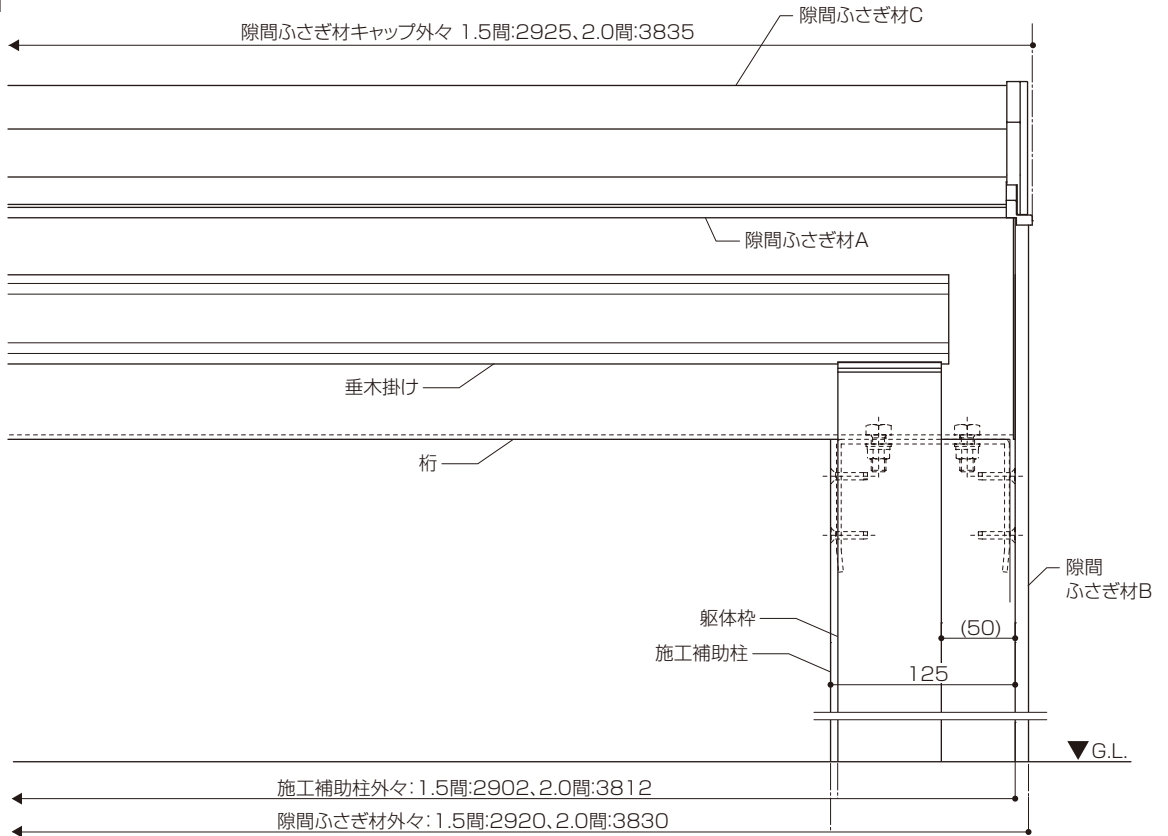 隙間ふさぎ材C
隙間ふさぎ材キャップ外々 1.5間:2925、2.0間:3835
隙間ふさぎ材A
垂木掛け
桁
隙間
ふさぎ材B
躯体枠
(50)
施工補助柱
125
G.L.
施工補助柱外々:1.5間:2902、2.0間:3812
隙間ふさぎ材外々:1.5間:2920、2.0間:3830